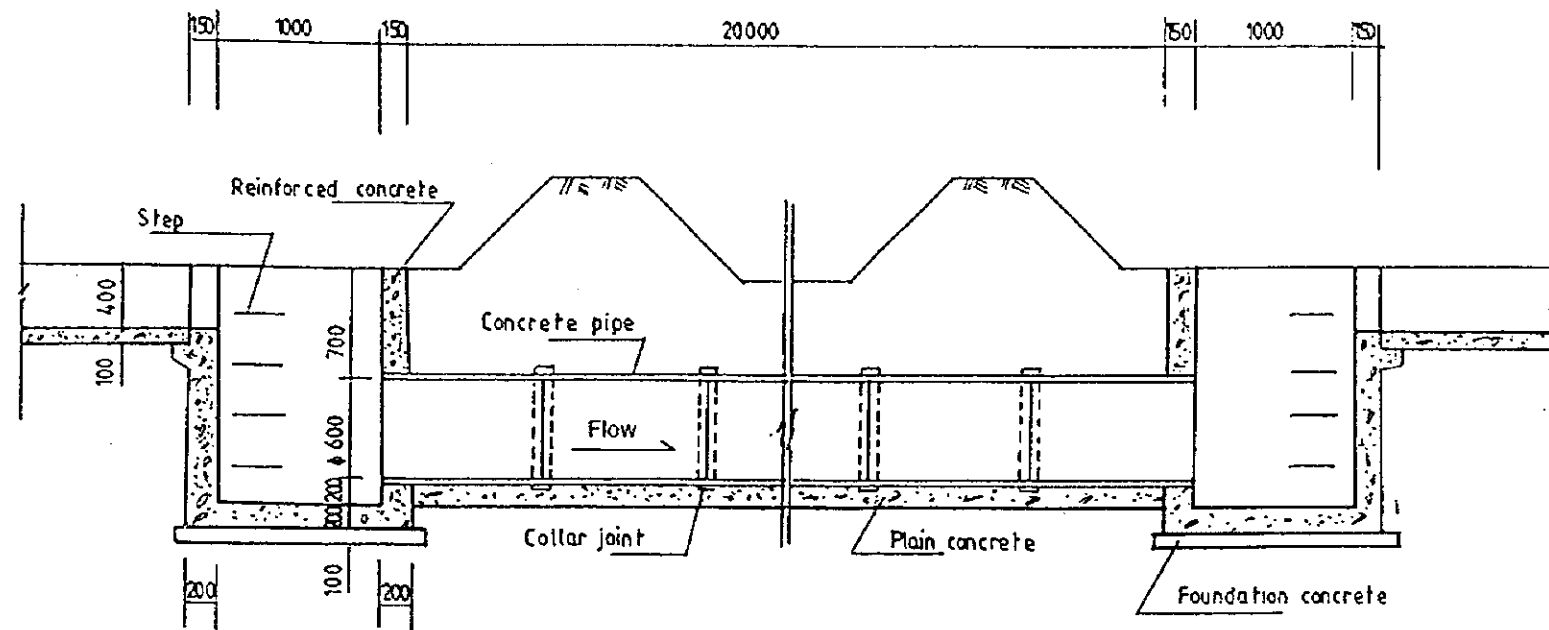 150 1000 150 20000 150 1000 150
Reinforced concrete
Step
400
100
700
Concrete pipe
Flow
φ 600
200
Collar joint
Plain concrete
100
200 200
Foundation concrete